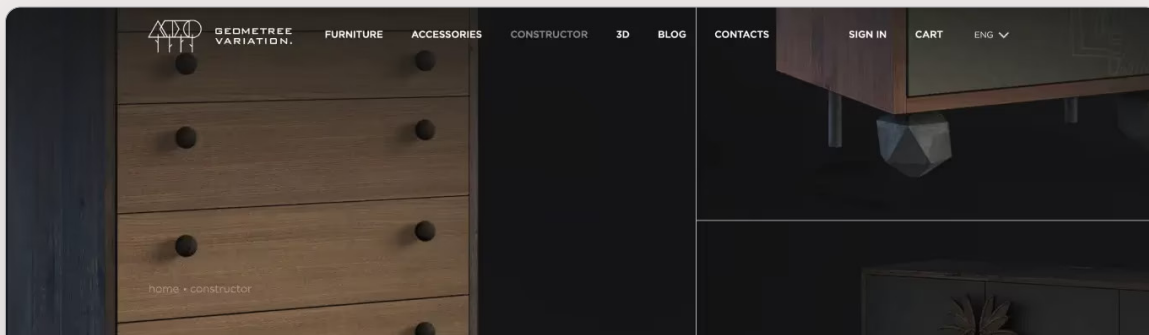 GEOMETREE
VARIATION.
FURNITURE ACCESSORIES CONSTRUCTOR 3D BLOG CONTACTS SIGN IN CART ENG
home • constructor